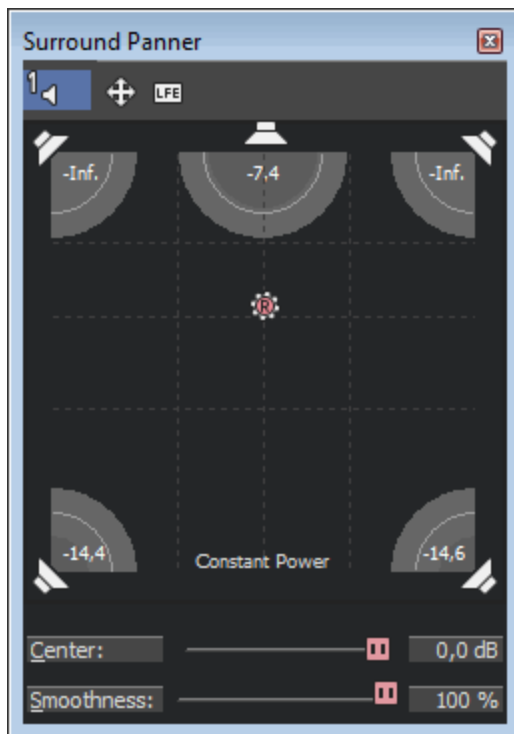 Surround Panner
1
LFE
-Inf. -7,4 -Inf.
R
-14,4 -14,6
Constant Power
Center: 0,0 dB
Smoothness: 100 %